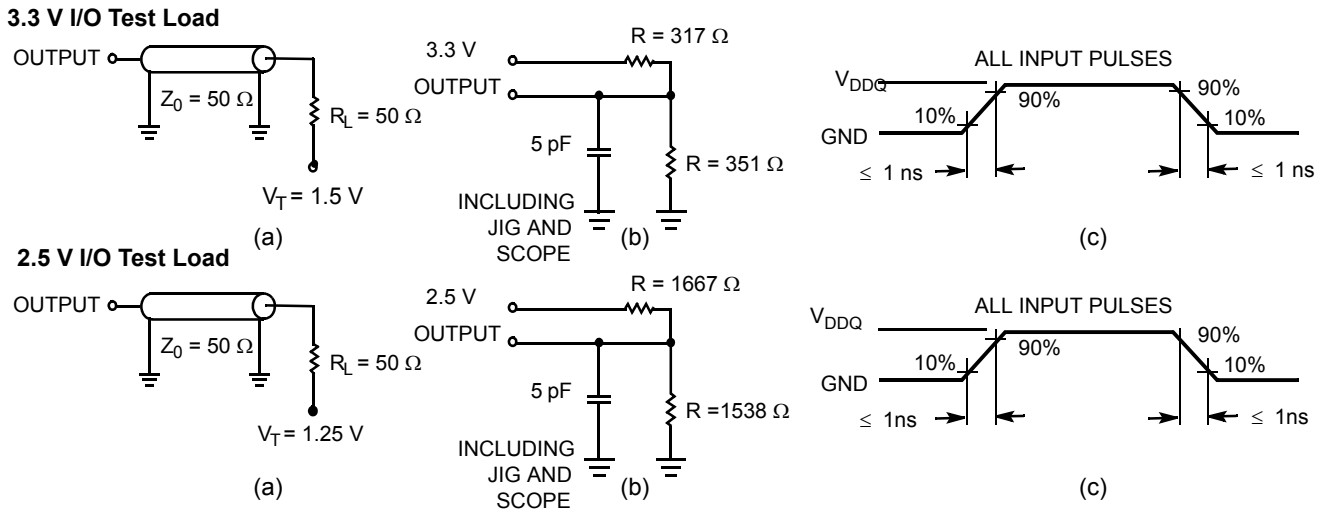 3.3 V I/O Test Load
OUTPUT
Z0 = 50 Ω
RL = 50 Ω
VT = 1.5 V
(a)
3.3 V
OUTPUT
R = 317 Ω
5 pF
R = 351 Ω
INCLUDING
JIG AND
SCOPE
(b)
ALL INPUT PULSES
VDDQ
GND
10%
90%
90%
10%
≤ 1 ns
≤ 1 ns
(c)
2.5 V I/O Test Load
OUTPUT
Z0 = 50 Ω
RL = 50 Ω
VT = 1.25 V
(a)
2.5 V
OUTPUT
R = 1667 Ω
5 pF
R =1538 Ω
INCLUDING
JIG AND
SCOPE
(b)
ALL INPUT PULSES
VDDQ
GND
10%
90%
90%
10%
≤ 1ns
≤ 1ns
(c)